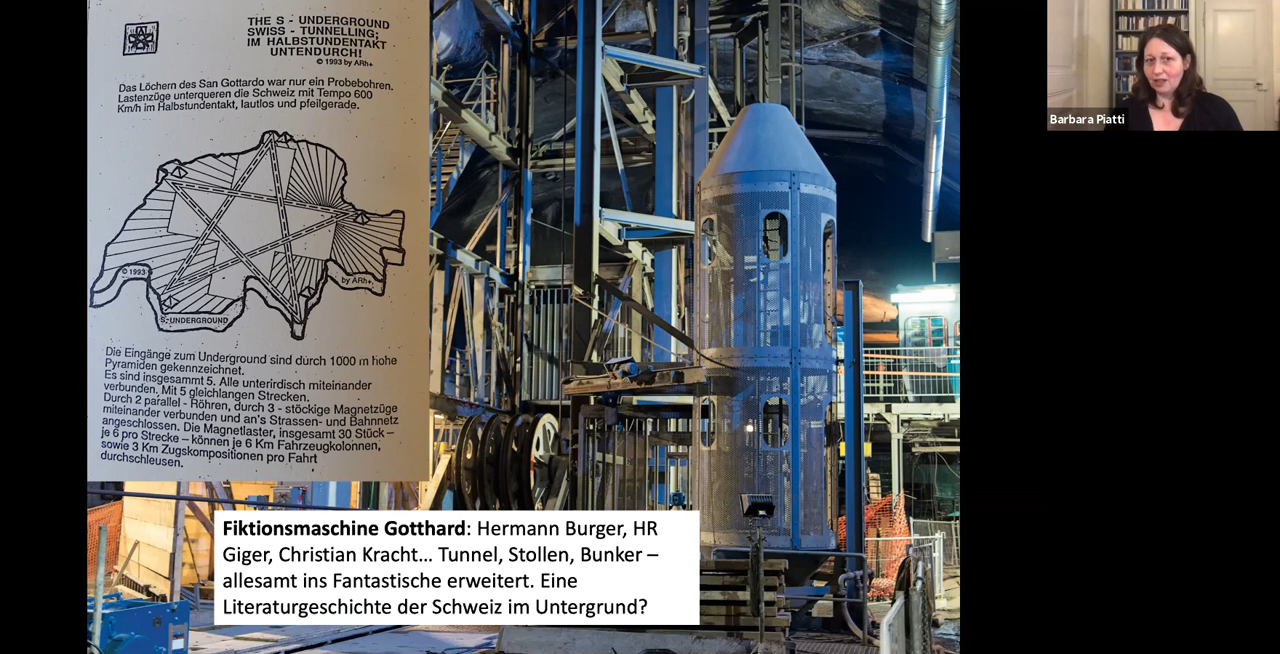 THE S - UNDERGROUND
SWISS - TUNNELLING;
IM HALBSTUNDENTAKT
UNTENDURCH!
© 1993 by ARh+
Das Löchern des San Gottardo war nur ein Probebohren.
Lastenzüge unterqueren die Schweiz mit Tempo 600
Km/h im Halbstundentakt, lautlos und pfeilgerade.
© 1993
by ARh+
S-UNDERGROUND
Die Eingänge zum Underground sind durch 1000 m hohe
Pyramiden gekennzeichnet.
Es sind insgesammt 5. Alle unterirdisch miteinander
verbunden. Mit 5 gleichlangen Strecken.
Durch 2 parallel - Röhren, durch 3 - stöckige Magnetzüge
miteinander verbunden und an's Strassen- und Bahnnetz
angeschlossen. Die Magnetlaster, insgesamt 30 Stück –
je 6 pro Strecke – können je 6 Km Fahrzeugkolonnen,
sowie 3 Km Zugskompositionen pro Fahrt
durchschleusen.
Fiktionsmaschine Gotthard: Hermann Burger, HR
Giger, Christian Kracht… Tunnel, Stollen, Bunker –
allesamt ins Fantastische erweitert. Eine
Literaturgeschichte der Schweiz im Untergrund?
Barbara Piatti